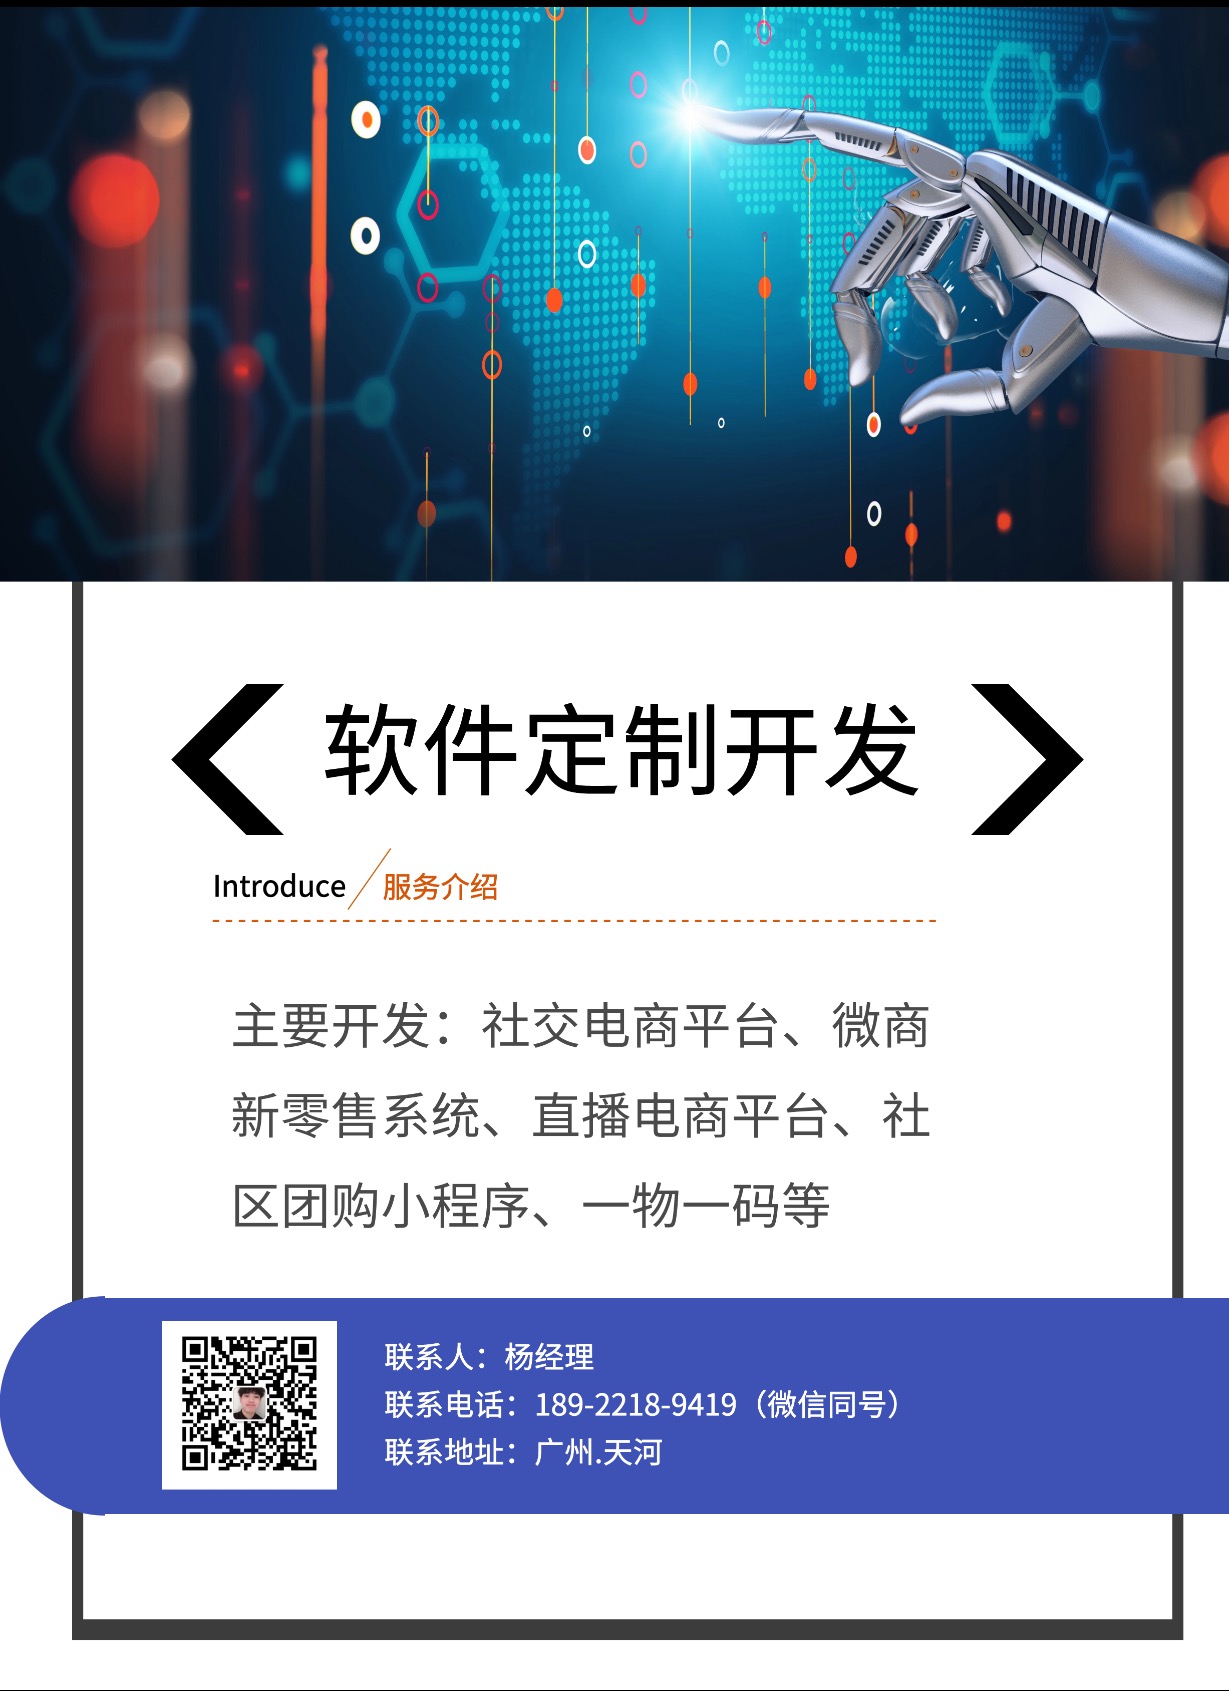 软件定制开发
Introduce 服务介绍
主要开发：社交电商平台、微商
新零售系统、直播电商平台、社
区团购小程序、一物一码等
联系人：杨经理
联系电话：189-2218-9419（微信同号）
联系地址：广州.天河